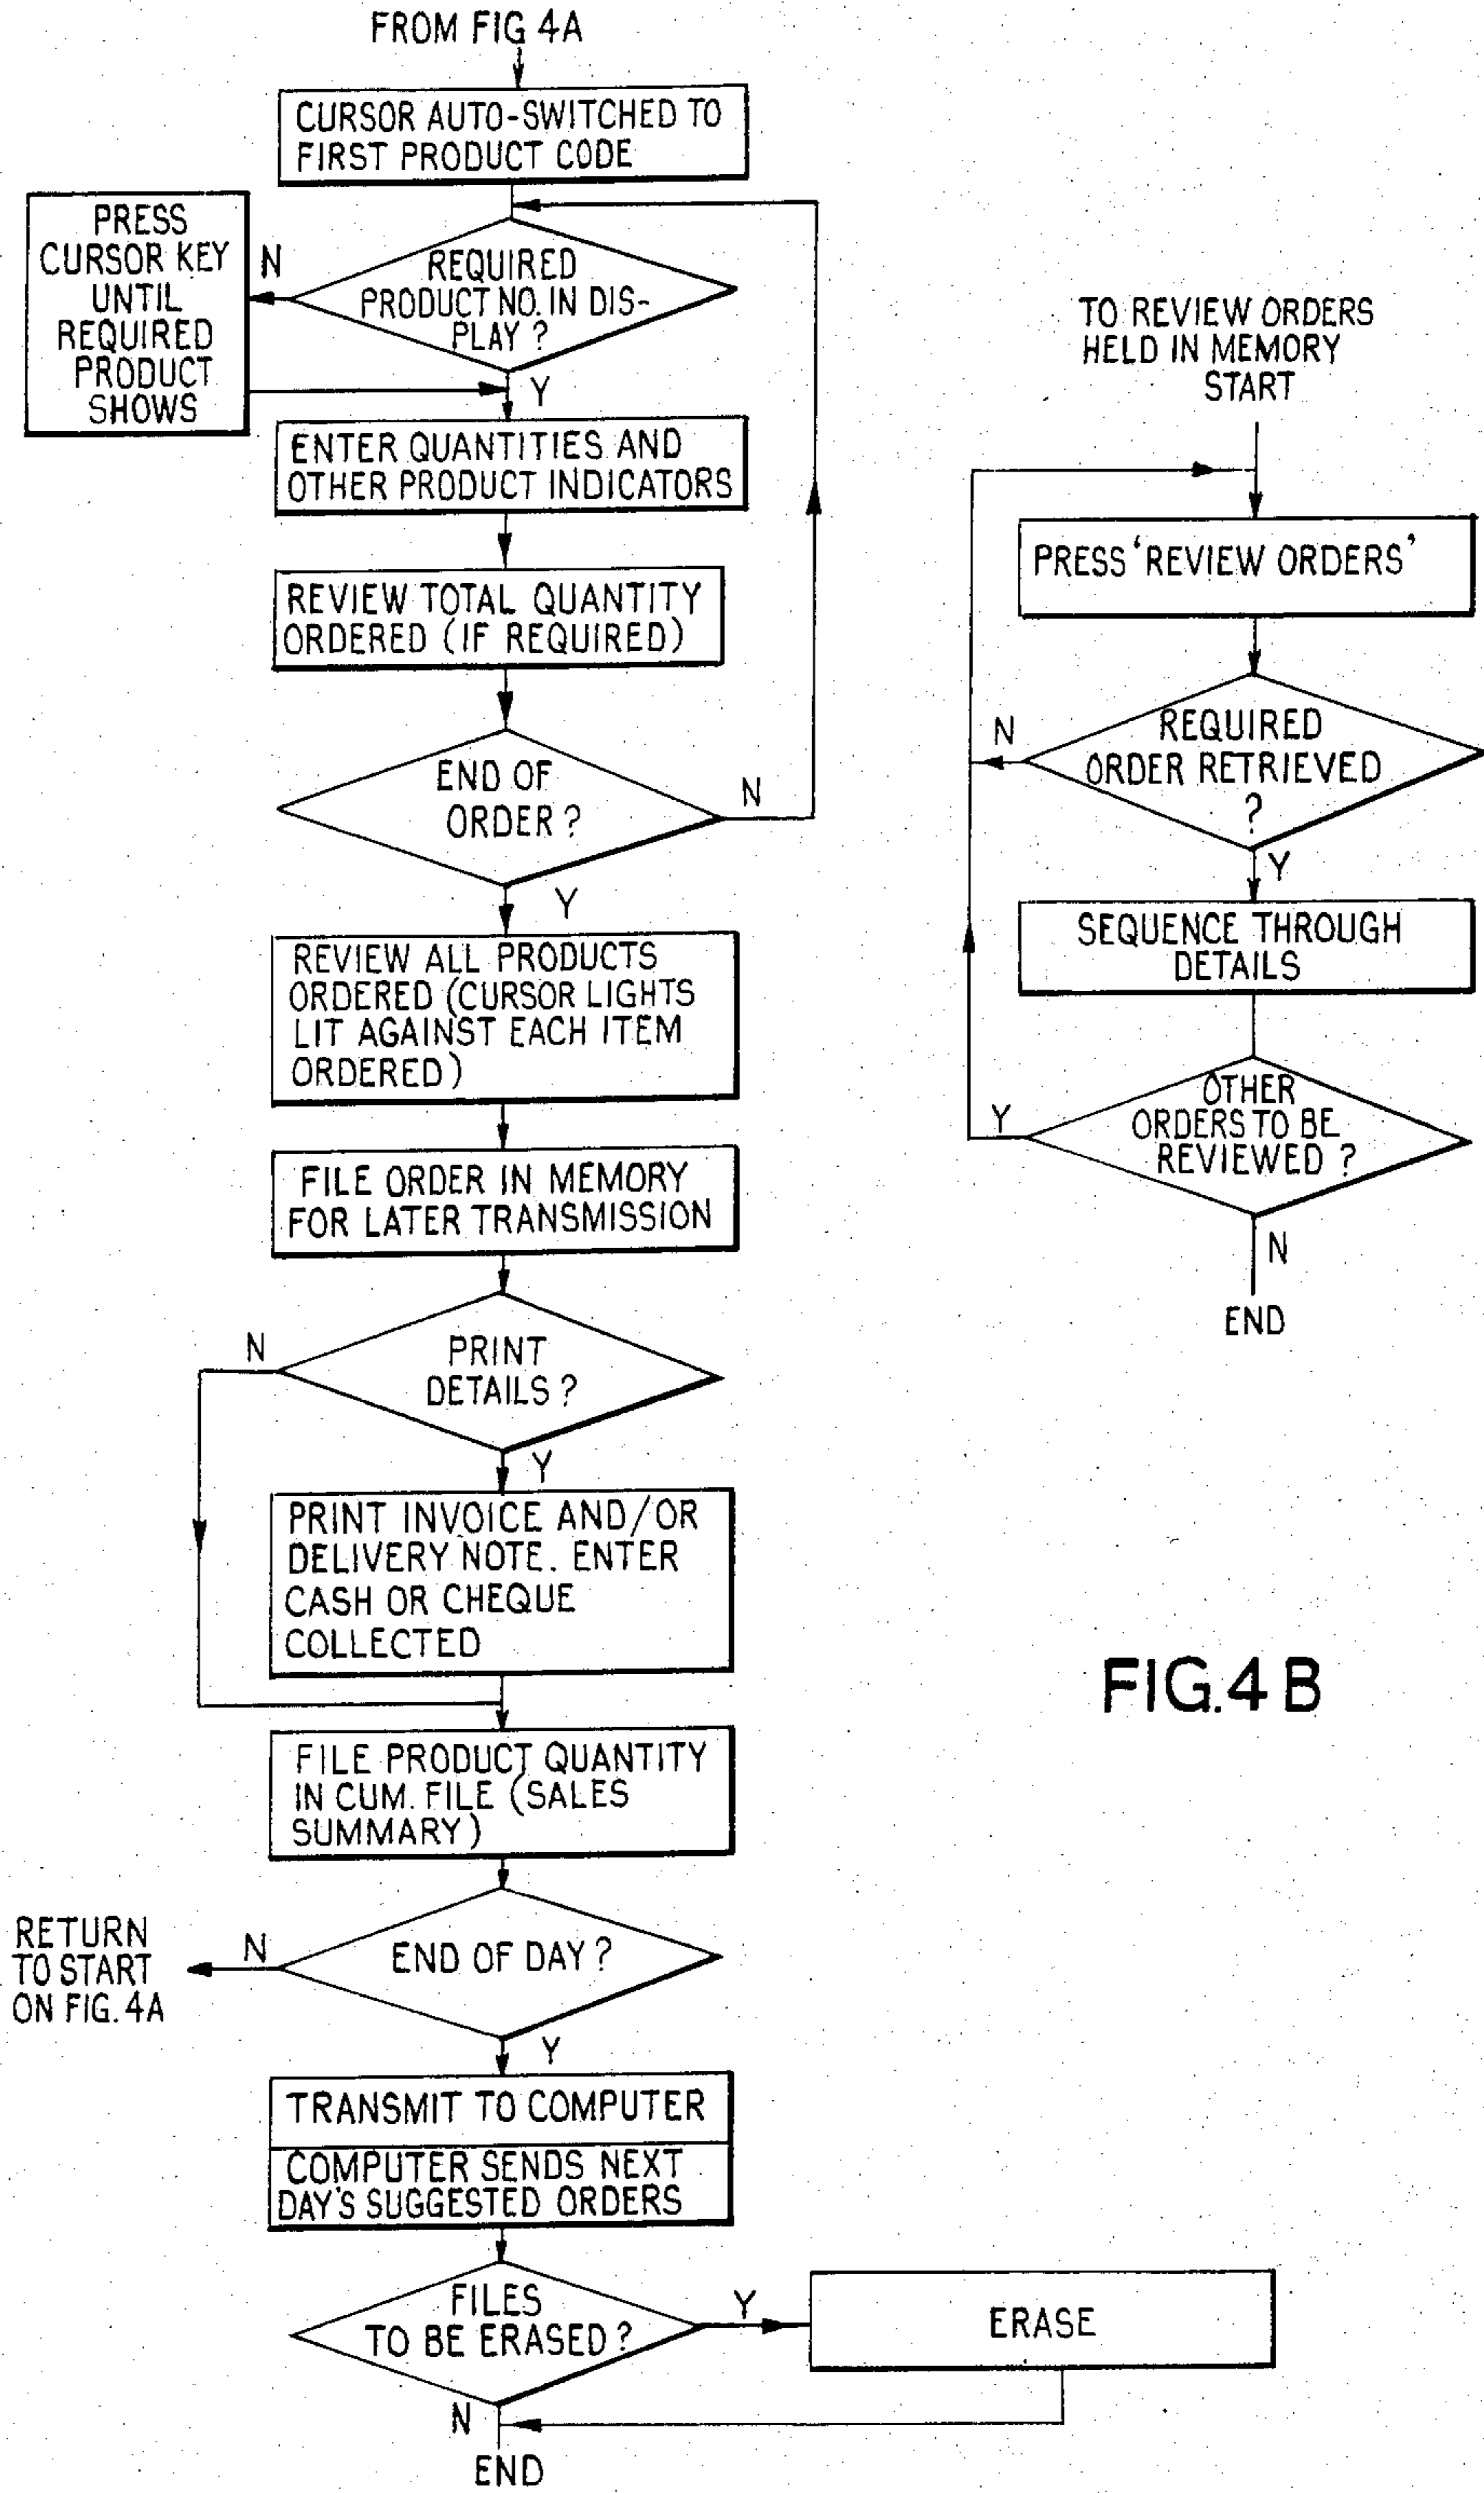 FROM FIG 4A
CURSOR AUTO-SWITCHED TO
FIRST PRODUCT CODE
PRESS
CURSOR KEY
UNTIL
REQUIRED
PRODUCT
SHOWS
N
REQUIRED
PRODUCT NO. IN DIS-
PLAY ?
Y
ENTER QUANTITIES AND
OTHER PRODUCT INDICATORS
REVIEW TOTAL QUANTITY
ORDERED (IF REQUIRED)
END OF
ORDER ?
N
Y
REVIEW ALL PRODUCTS
ORDERED (CURSOR LIGHTS
LIT AGAINST EACH ITEM
ORDERED)
FILE ORDER IN MEMORY
FOR LATER TRANSMISSION
N
PRINT
DETAILS ?
Y
PRINT INVOICE AND/OR
DELIVERY NOTE. ENTER
CASH OR CHEQUE
COLLECTED
FILE PRODUCT QUANTITY
IN CUM. FILE (SALES
SUMMARY)
RETURN
TO START
ON FIG. 4A
N
END OF DAY ?
Y
TRANSMIT TO COMPUTER
COMPUTER SENDS NEXT
DAY'S SUGGESTED ORDERS
FILES
TO BE ERASED ?
Y
ERASE
N
END
TO REVIEW ORDERS
HELD IN MEMORY
START
PRESS 'REVIEW ORDERS'
N
REQUIRED
ORDER RETRIEVED
?
Y
SEQUENCE THROUGH
DETAILS
Y
OTHER
ORDERS TO BE
REVIEWED ?
N
END
FIG. 4 B